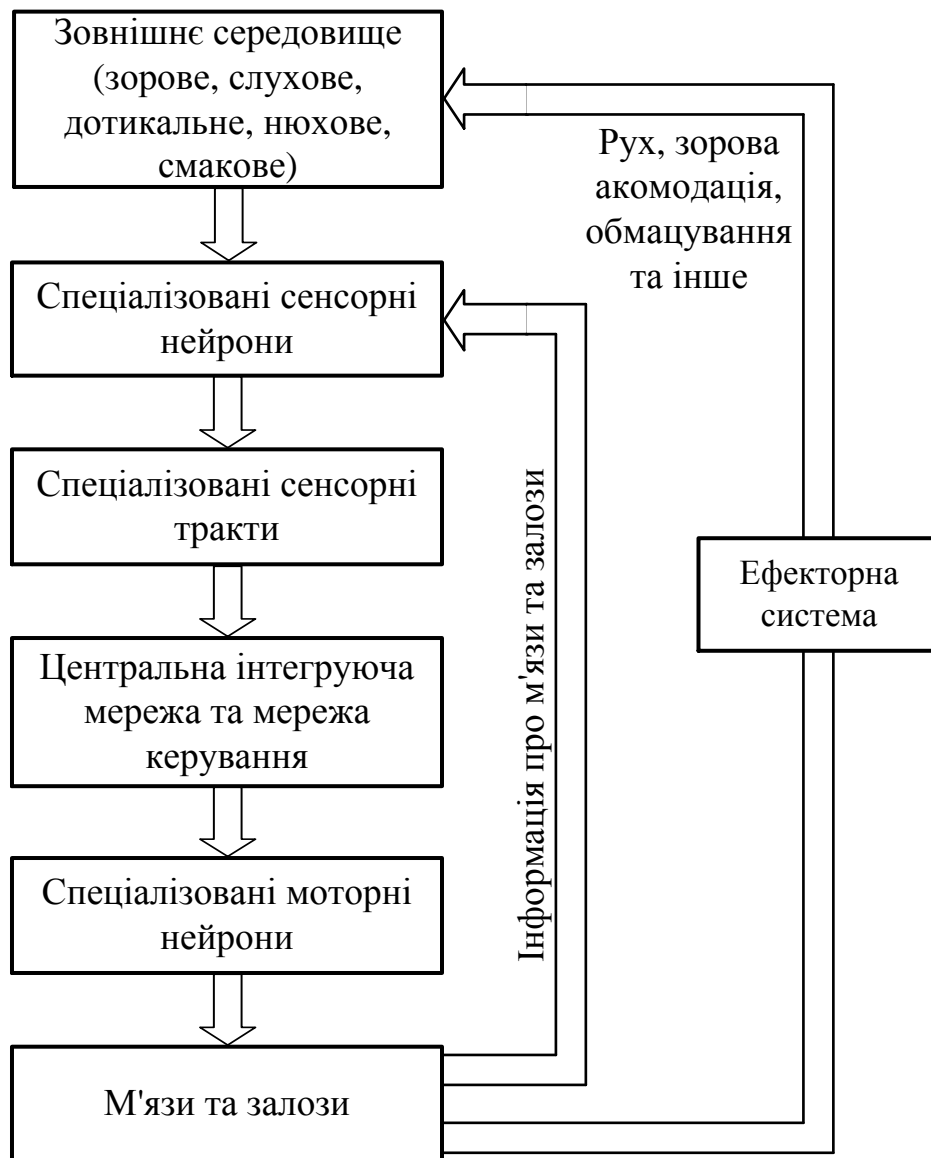 Зовнішнє середовище
(зорове, слухове,
дотикальне, нюхове,
смакове)
Рух, зорова
акомодація,
обмацування
та інше
Спеціалізовані сенсорні
нейрони
Спеціалізовані сенсорні
тракти
Інформація про м'язи та залози
Ефекторна
система
Центральна інтегруюча
мережа та мережа
керування
Спеціалізовані моторні
нейрони
М'язи та залози